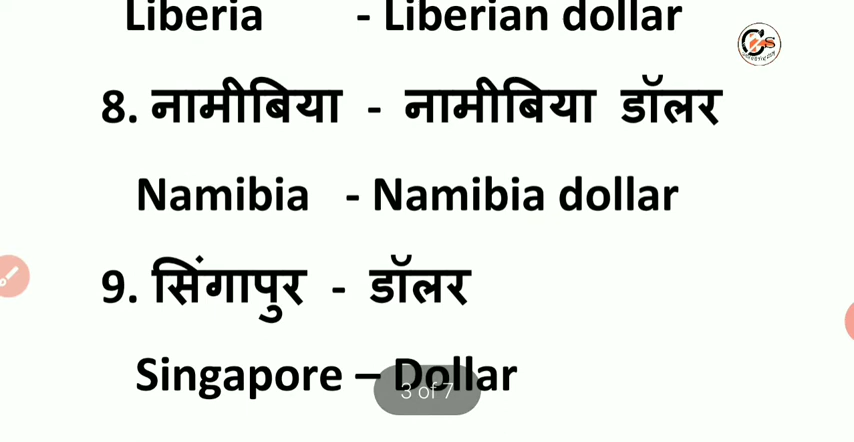 Liberia - Liberian dollar
8. नामीबिया - नामीबिया डॉलर
Namibia - Namibia dollar
9. सिंगापुर - डॉलर
Singapore – Dollar
3 of 7